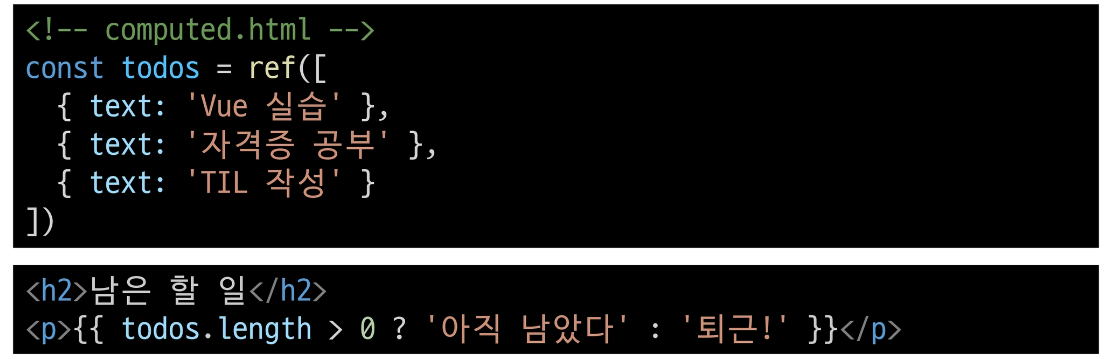 <!-- computed.html -->
const todos = ref([
  { text: 'Vue 실습' },
  { text: '자격증 공부' },
  { text: 'TIL 작성' }
])
<h2>남은 할 일</h2>
<p>{{ todos.length > 0 ? '아직 남았다' : '퇴근!' }}</p>